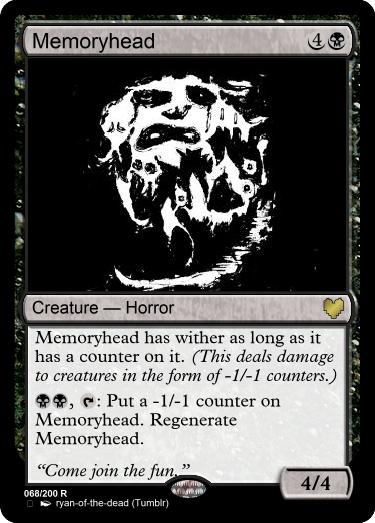 Memoryhead 4
Creature — Horror
Memoryhead has wither as long as it
has a counter on it. (This deals damage
to creatures in the form of -1/-1 counters.)
: Put a -1/-1 counter on
Memoryhead. Regenerate
Memoryhead.
“Come join the fun.”
4/4
068/200 R
ryan-of-the-dead (Tumblr)